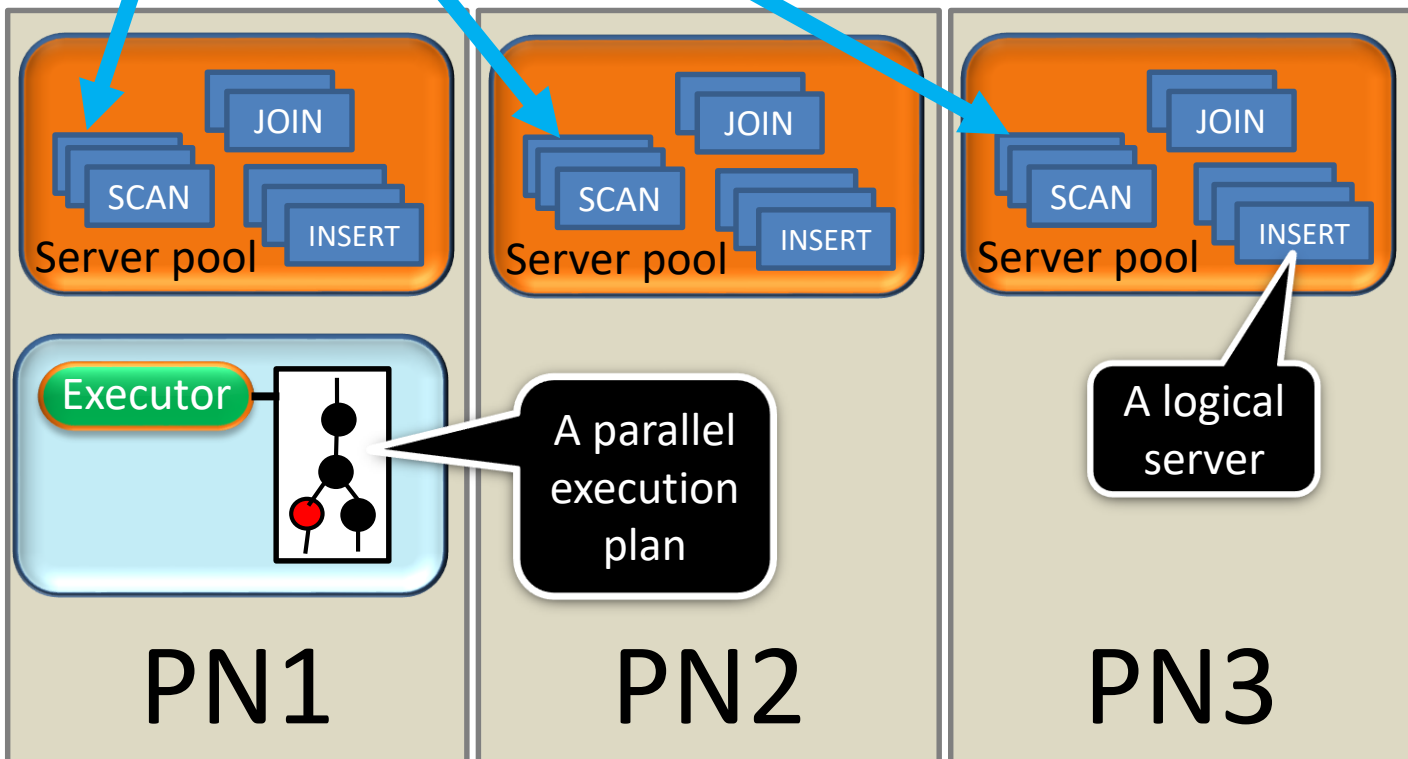 JOIN
SCAN
INSERT
Server pool
JOIN
SCAN
INSERT
Server pool
JOIN
SCAN
INSERT
Server pool
Executor
A parallel
execution
plan
A logical
server
PN1
PN2
PN3